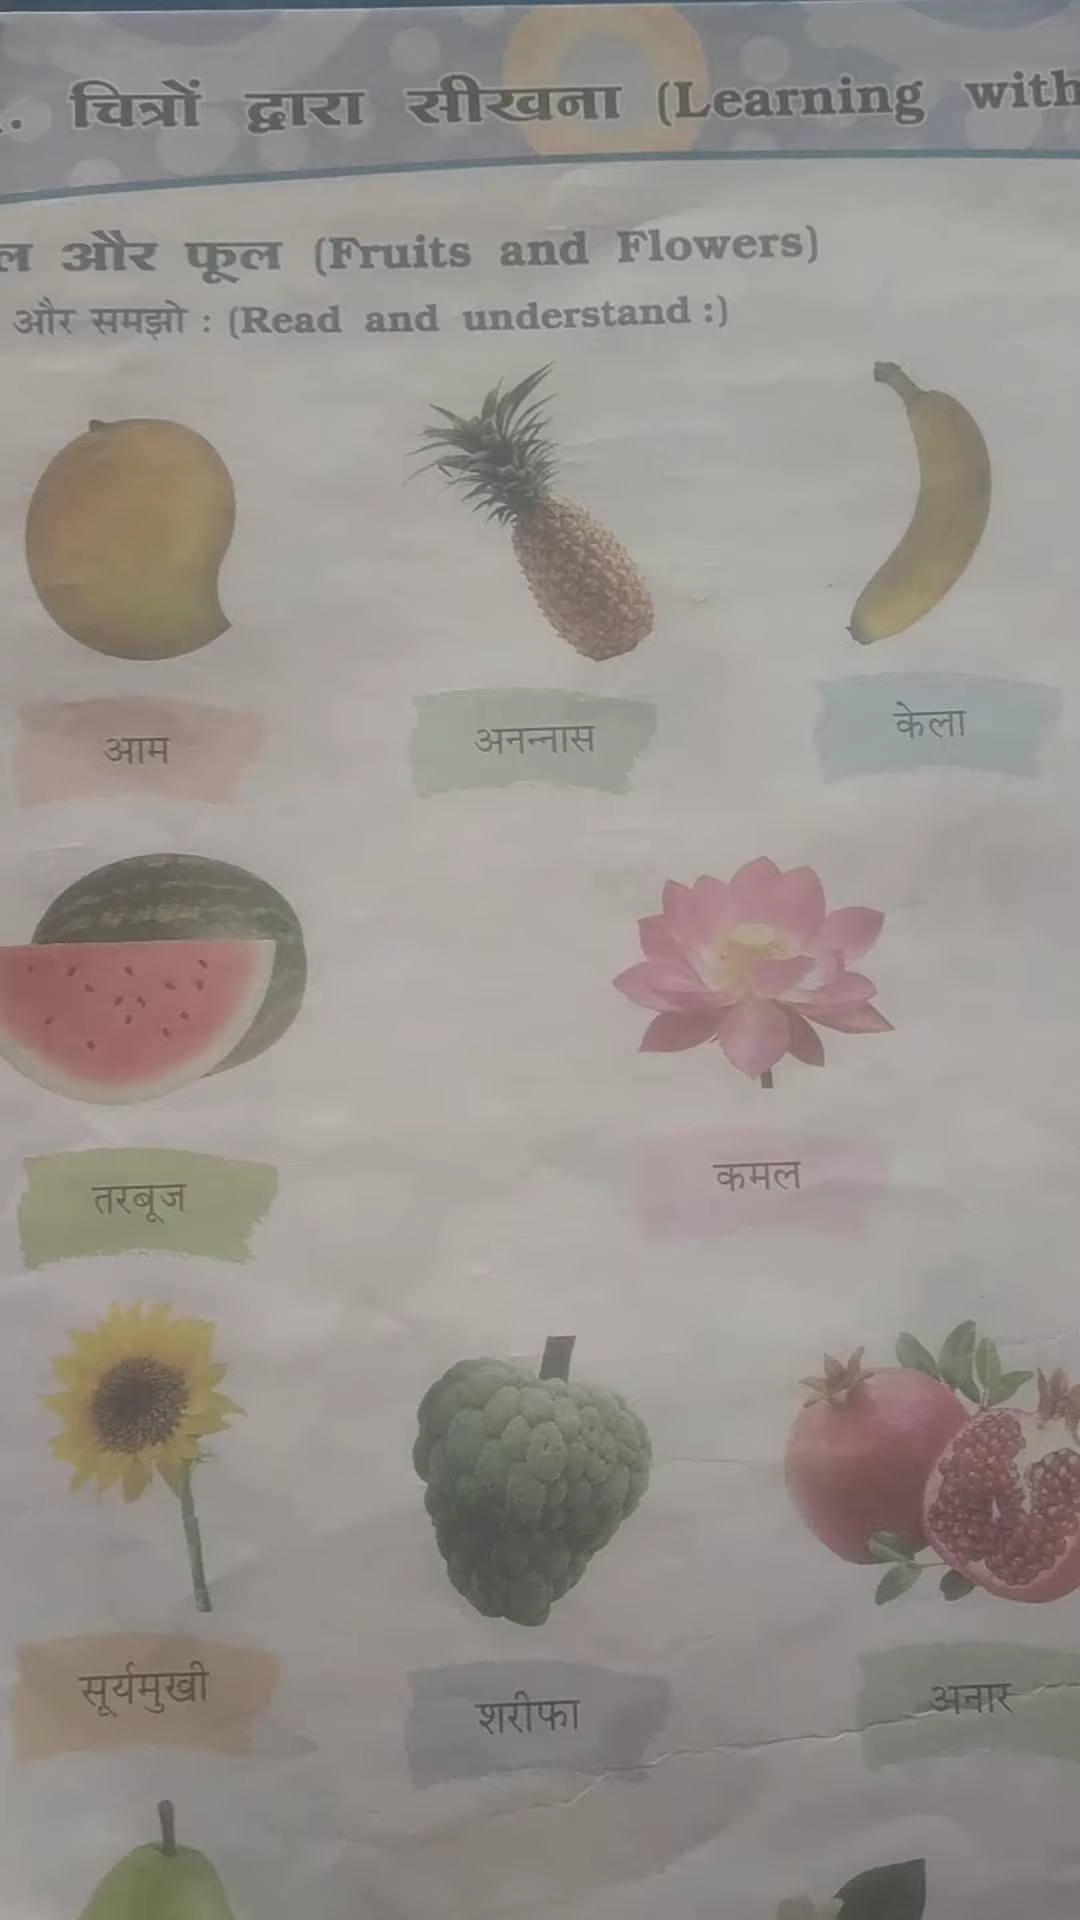 . चित्रों द्वारा सीखना (Learning with
ल और फूल (Fruits and Flowers)
और समझो : (Read and understand :)
आम
अनन्नास
केला
तरबूज
कमल
सूर्यमुखी
शरीफा
अनार